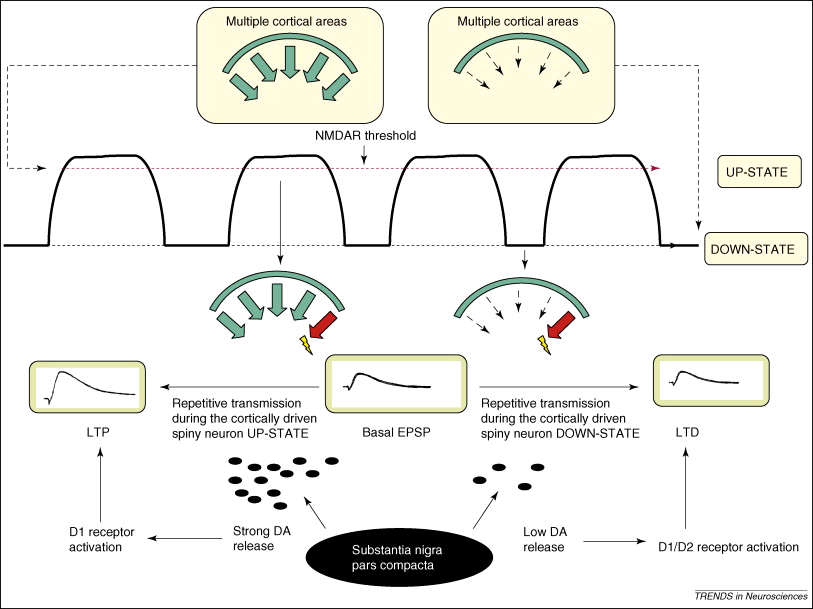 Multiple cortical areas
Multiple cortical areas
NMDAR threshold
UP-STATE
DOWN-STATE
Repetitive transmission
during the cortically driven
spiny neuron UP-STATE
Repetitive transmission
during the cortically driven
spiny neuron DOWN-STATE
LTP
Basal EPSP
LTD
D1 receptor
activation
Strong DA
release
Substantia nigra
pars compacta
Low DA
release
D1/D2 receptor activation
TRENDS in Neurosciences